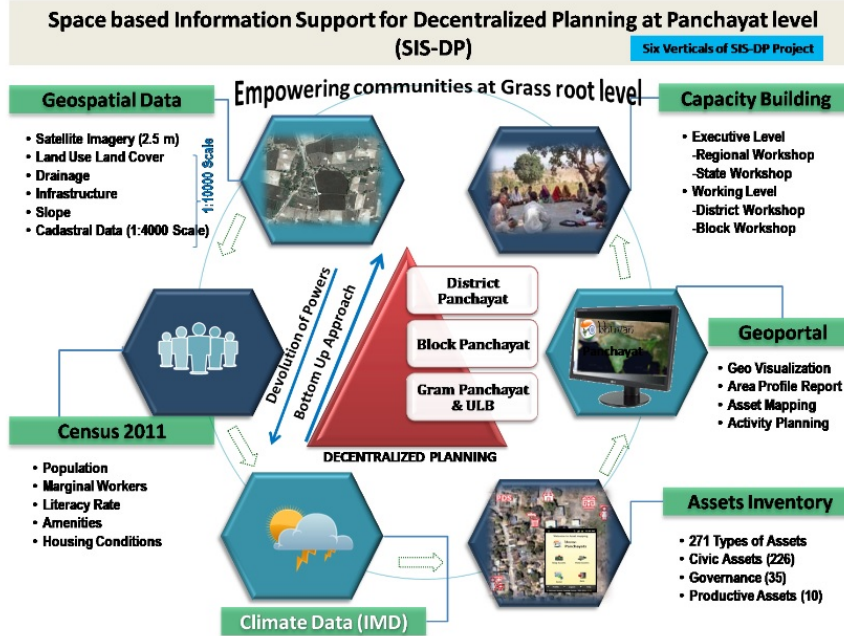 Space based Information Support for Decentralized Planning at Panchayat level
(SIS-DP)
Six Verticals of SIS-DP Project
Empowering communities at Grass root level
Geospatial Data
• Satellite Imagery (2.5 m)
• Land Use Land Cover
• Drainage
• Infrastructure
• Slope
• Cadastral Data (1:4000 Scale)
1:10000 Scale
Capacity Building
• Executive Level
-Regional Workshop
-State Workshop
• Working Level
-District Workshop
-Block Workshop
Devolution of Powers
Bottom Up Approach
District
Panchayat
Block Panchayat
Gram Panchayat
& ULB
DECENTRALIZED PLANNING
bhuvan
Panchayat
Geoportal
• Geo Visualization
• Area Profile Report
• Asset Mapping
• Activity Planning
Census 2011
• Population
• Marginal Workers
• Literacy Rate
• Amenities
• Housing Conditions
Climate Data (IMD)
PDS
Assets Inventory
• 271 Types of Assets
• Civic Assets (226)
• Governance (35)
• Productive Assets (10)